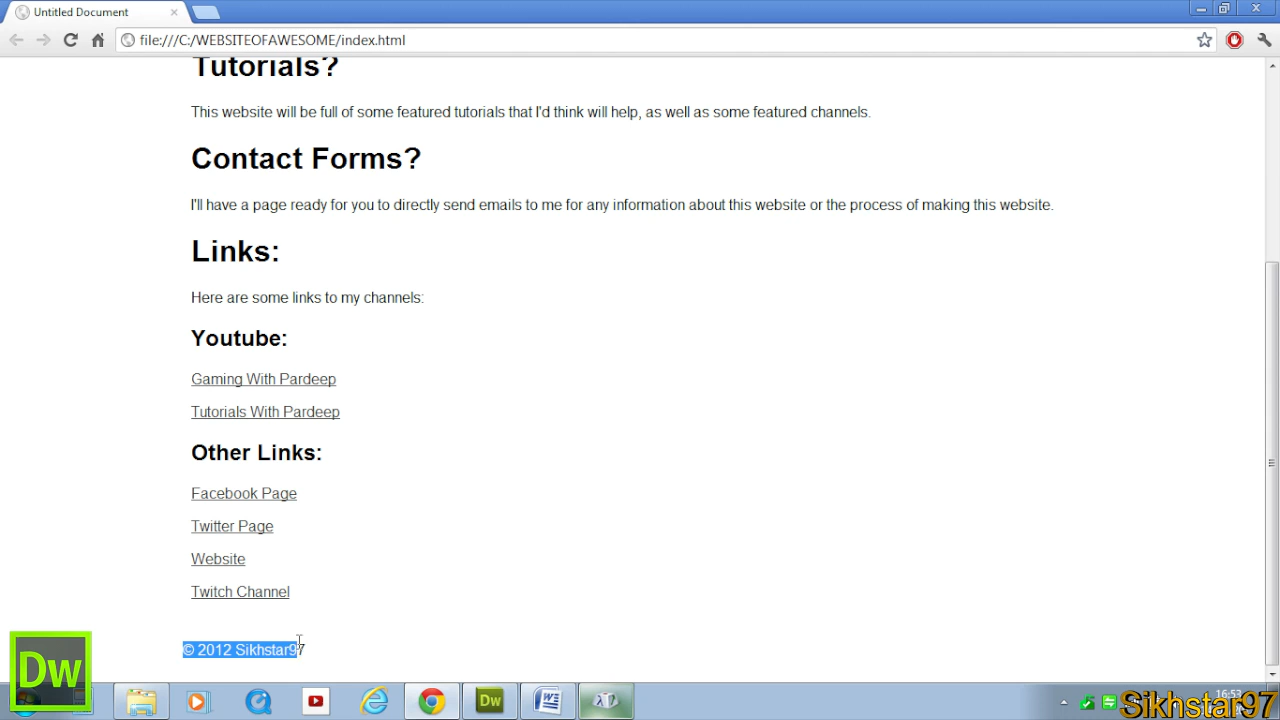 Untitled Document
file:///C:/WEBSITEOFAWESOME/index.html
Tutorials?
This website will be full of some featured tutorials that I'd think will help, as well as some featured channels.
Contact Forms?
I'll have a page ready for you to directly send emails to me for any information about this website or the process of making this website.
Links:
Here are some links to my channels:
Youtube:
Gaming With Pardeep
Tutorials With Pardeep
Other Links:
Facebook Page
Twitter Page
Website
Twitch Channel
© 2012 Sikhstar97
Dw
Dw
16:53
Sikhstar97